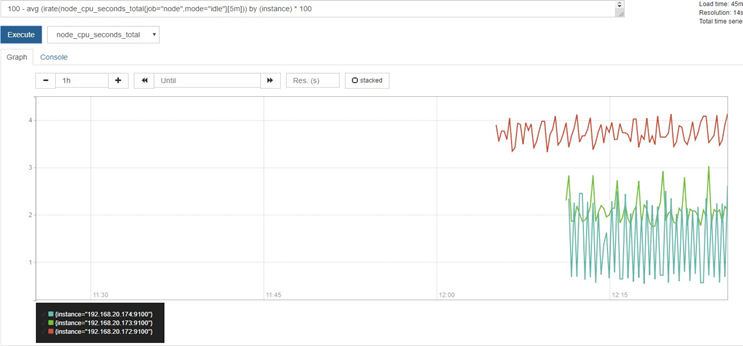 100 - avg (irate(node_cpu_seconds_total{job="node",mode="idle"}[5m])) by (instance) * 100
Load time: 45m
Resolution: 14s
Total time serie
Execute
node_cpu_seconds_total
Graph
Console
1h
Until
Res. (s)
stacked
4
3
2
1
11:30
11:45
12:00
12:15
{instance="192.168.20.174:9100"}
{instance="192.168.20.173:9100"}
{instance="192.168.20.172:9100"}